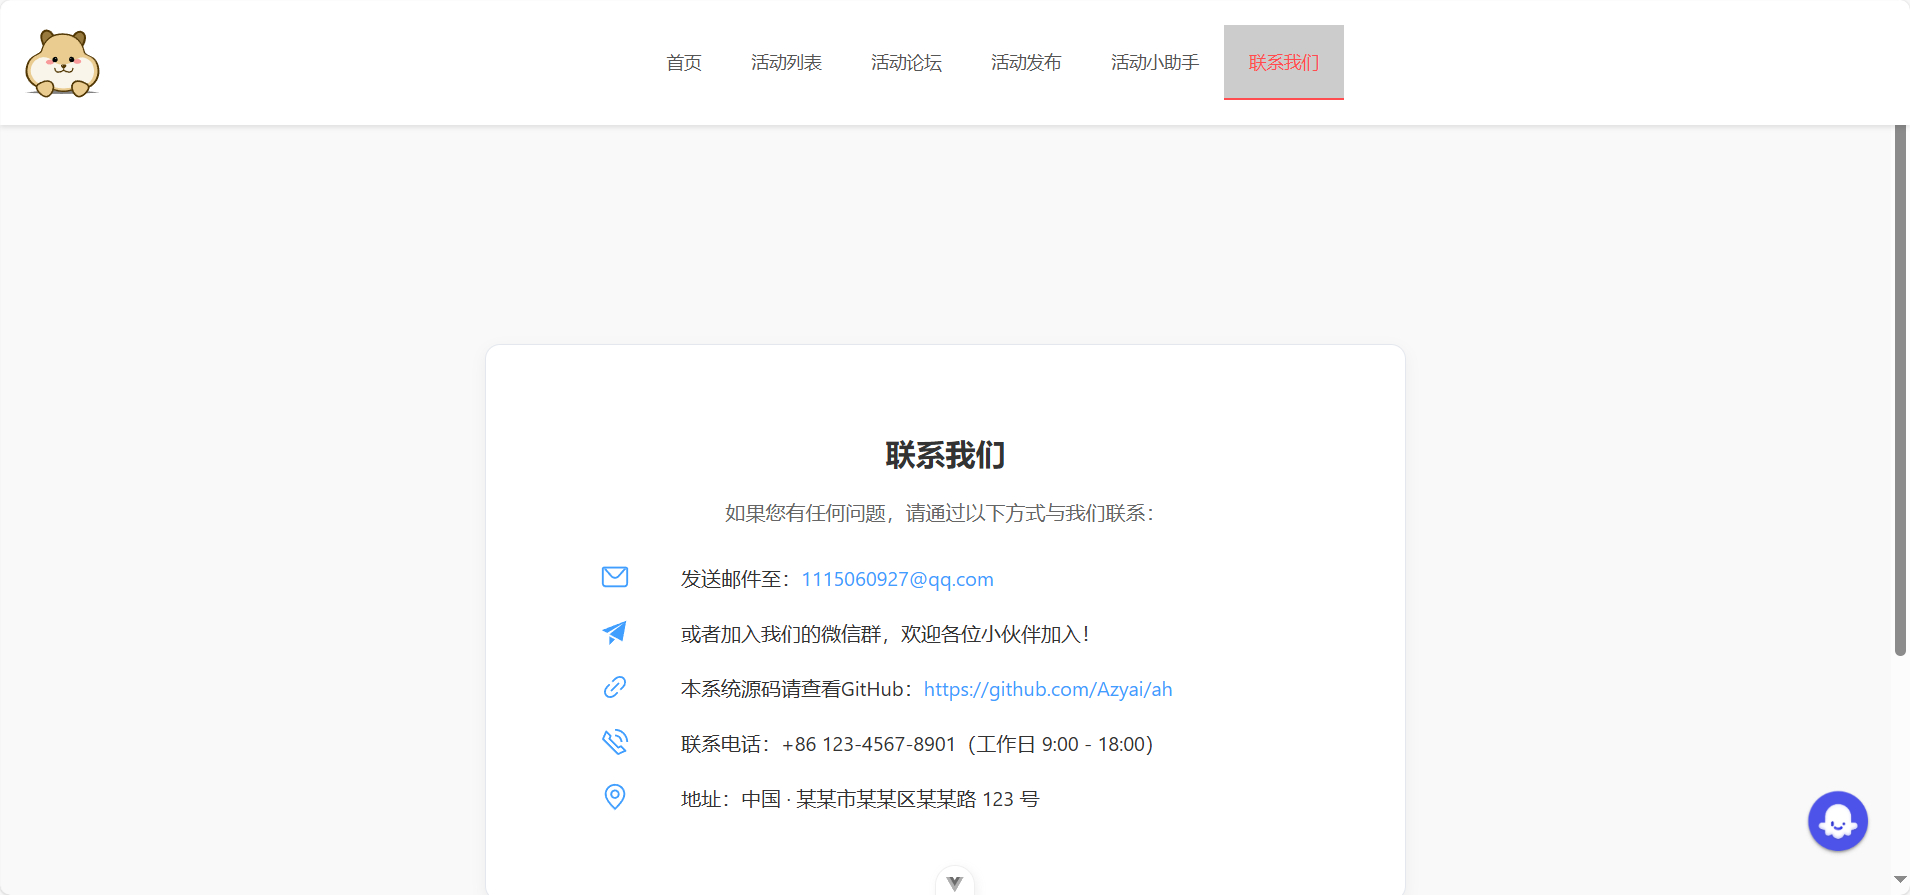 首页 活动列表 活动论坛 活动发布 活动小助手 联系我们
联系我们
如果您有任何问题，请通过以下方式与我们联系：
发送邮件至：1115060927@qq.com
或者加入我们的微信群，欢迎各位小伙伴加入！
本系统源码请查看GitHub：https://github.com/Azyai/ah
联系电话：+86 123-4567-8901（工作日 9:00 - 18:00）
地址：中国 · 某某市某某区某某路 123 号